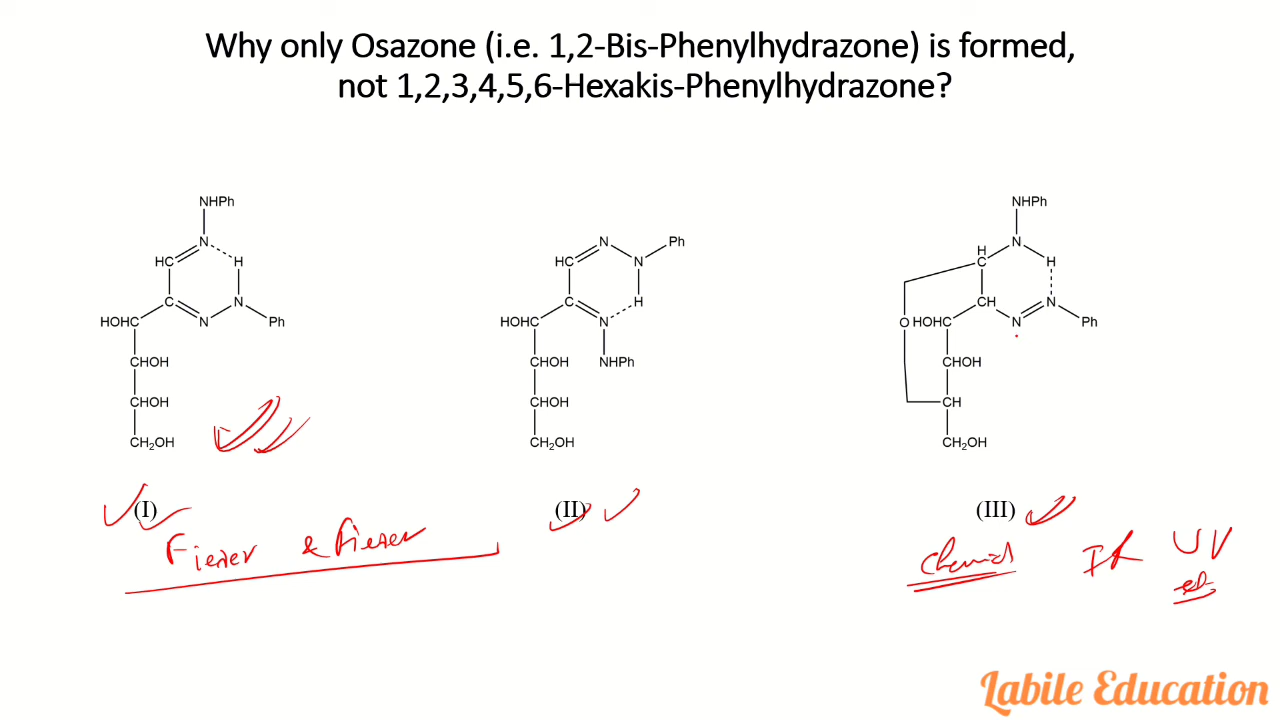 Why only Osazone (i.e. 1,2-Bis-Phenylhydrazone) is formed,
not 1,2,3,4,5,6-Hexakis-Phenylhydrazone?
NHPh
N
HC
H
C
N
N
Ph
HOHC
CHOH
CHOH
CH₂OH
(I)
Fieser & Fieser
N
Ph
HC
N
C
H
N
HOHC
NHPh
CHOH
CHOH
CH₂OH
(II)
NHPh
N
H
C
H
CH
N
N
Ph
O
HOHC
CHOH
CH
CH₂OH
(III)
Chemical
IR
UV
Labile Education